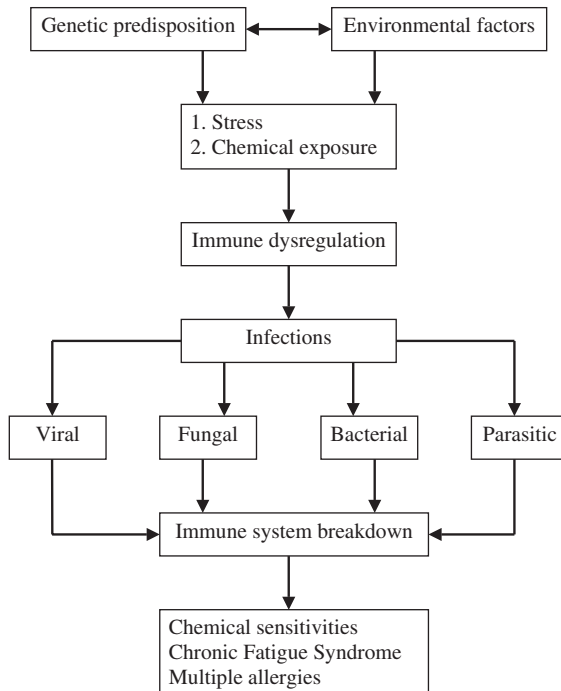 Genetic predisposition
Environmental factors
1. Stress
2. Chemical exposure
Immune dysregulation
Infections
Viral
Fungal
Bacterial
Parasitic
Immune system breakdown
Chemical sensitivities
Chronic Fatigue Syndrome
Multiple allergies